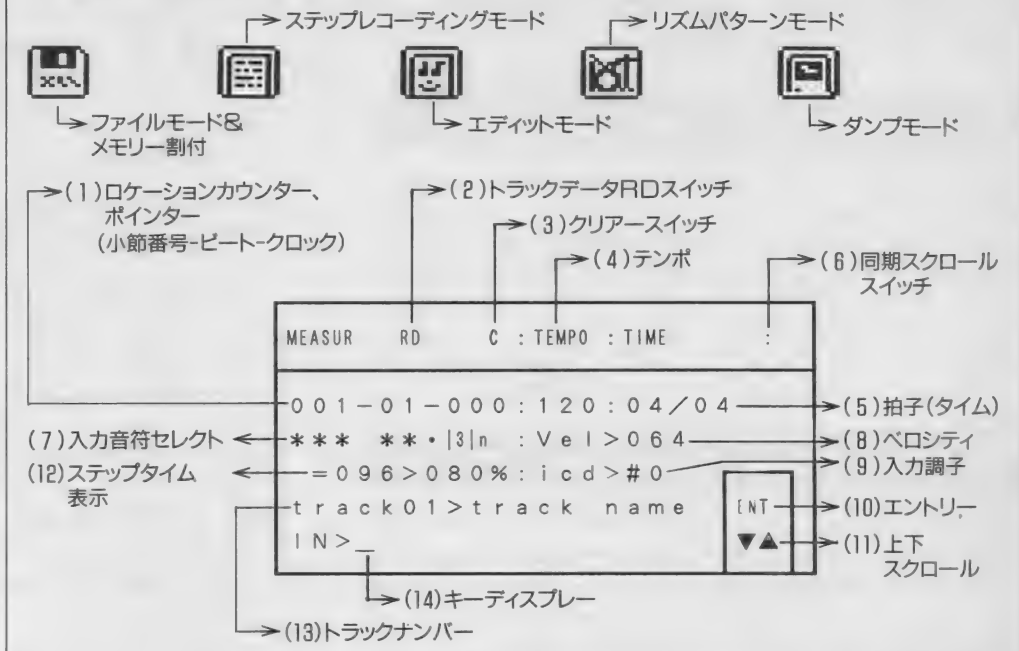 ステップレコーディングモード
リズムパターンモード
ファイルモード&
メモリー割付
エディットモード
ダンプモード
(1)ロケーションカウンター、
ポインター
(小節番号-ビート-クロック)
(2)トラックデータRDスイッチ
(3)クリアースイッチ
(4)テンポ
(6)同期スクロール
スイッチ
MEASUR RD C : TEMPO : TIME :
001-01-000:120:04/04
(5)拍子(タイム)
(7)入力音符セレクト
*** **・|3|n :Vel>064
(8)ベロシティ
(12)ステップタイム
表示
=096>080%:icd>#0
(9)入力調子
track01>track name
ENT
(10)エントリー
IN>_
▼▲
(11)上下
スクロール
(14)キーディスプレー
(13)トラックナンバー